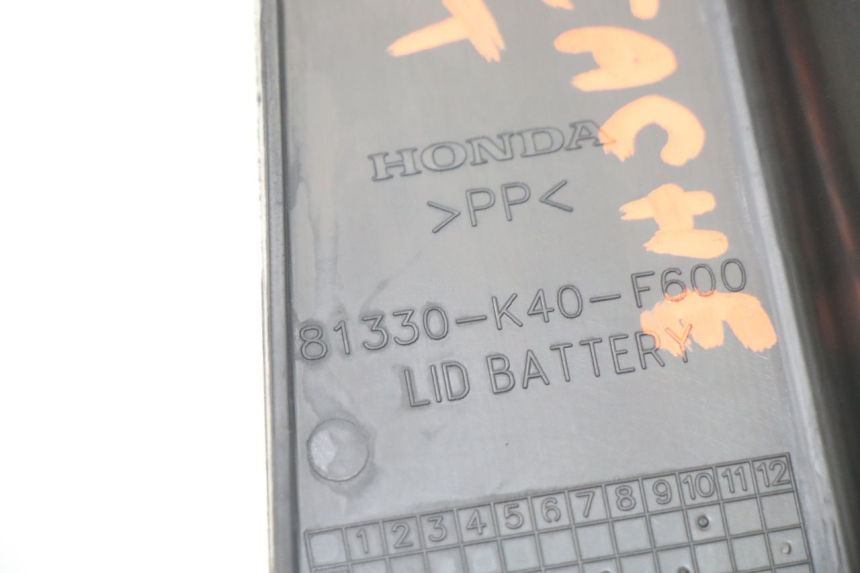 HONDA
>PP<
81330-K40-F600
LID BATTERY
1 2 3 4 5 6 7 8 9 10 11 12